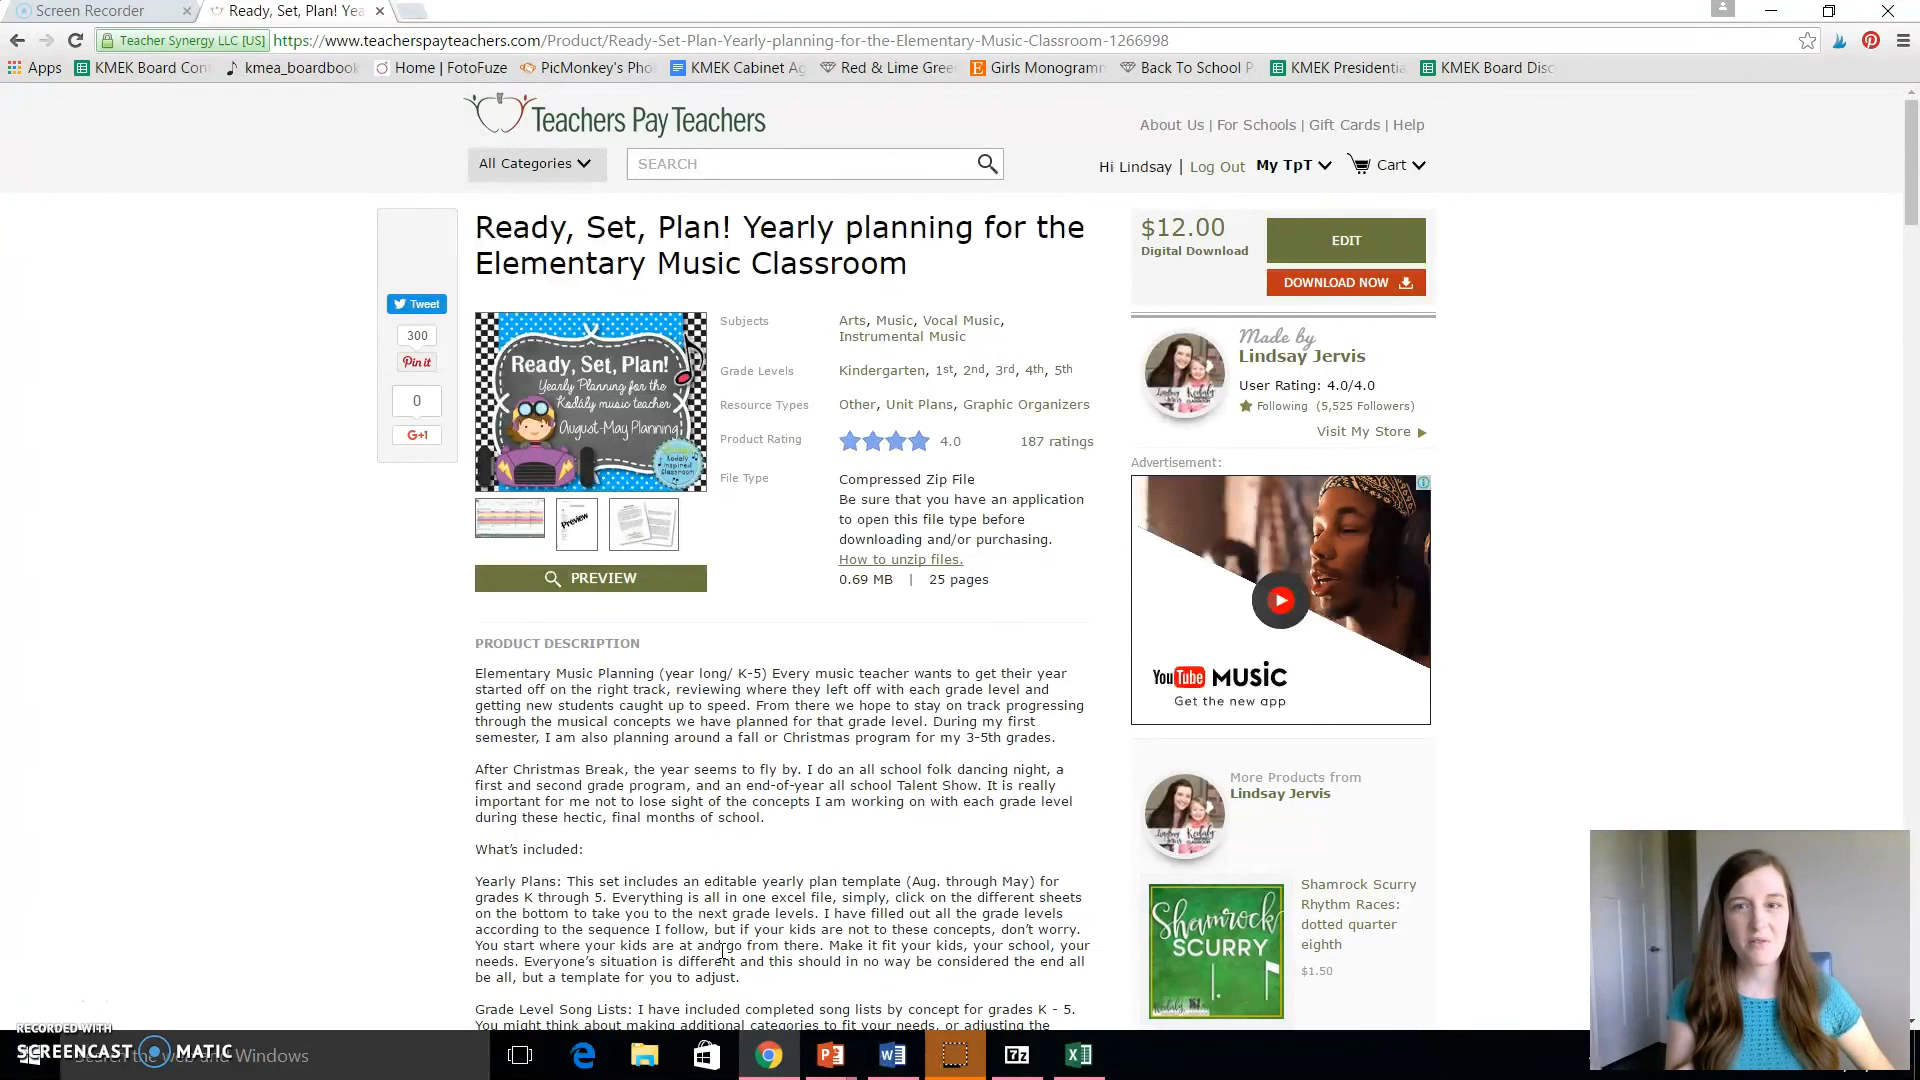 Screen Recorder
Ready, Set, Plan! Yea
Teacher Synergy LLC [US]
https://www.teacherspayteachers.com/Product/Ready-Set-Plan-Yearly-planning-for-the-Elementary-Music-Classroom-1266998
Apps
KMEK Board Con
kmea_boardbook
Home | FotoFuze
PicMonkey's Pho
KMEK Cabinet Ag
Red & Lime Gree
Girls Monogram
Back To School P
KMEK Presidentia
KMEK Board Disc
Teachers Pay Teachers
About Us | For Schools | Gift Cards | Help
All Categories
SEARCH
Hi Lindsay | Log Out
My TpT
Cart
Ready, Set, Plan! Yearly planning for the
Elementary Music Classroom
$12.00
Digital Download
EDIT
DOWNLOAD NOW
Tweet
300
Pin it
0
G+1
Ready, Set, Plan!
Yearly Planning for the
Kodály music teacher
August-May Planning
Kodály
Inspired
Classroom
Preview
PREVIEW
Subjects
Arts, Music, Vocal Music,
Instrumental Music
Grade Levels
Kindergarten, 1st, 2nd, 3rd, 4th, 5th
Resource Types
Other, Unit Plans, Graphic Organizers
Product Rating
4.0
187 ratings
File Type
Compressed Zip File
Be sure that you have an application
to open this file type before
downloading and/or purchasing.
How to unzip files.
0.69 MB | 25 pages
Made by
Lindsay Jervis
User Rating: 4.0/4.0
Following (5,525 Followers)
Visit My Store
Advertisement:
YouTube MUSIC
Get the new app
PRODUCT DESCRIPTION
Elementary Music Planning (year long/ K-5) Every music teacher wants to get their year
started off on the right track, reviewing where they left off with each grade level and
getting new students caught up to speed. From there we hope to stay on track progressing
through the musical concepts we have planned for that grade level. During my first
semester, I am also planning around a fall or Christmas program for my 3-5th grades.
After Christmas Break, the year seems to fly by. I do an all school folk dancing night, a
first and second grade program, and an end-of-year all school Talent Show. It is really
important for me not to lose sight of the concepts I am working on with each grade level
during these hectic, final months of school.
What's included:
Yearly Plans: This set includes an editable yearly plan template (Aug. through May) for
grades K through 5. Everything is all in one excel file, simply, click on the different sheets
on the bottom to take you to the next grade levels. I have filled out all the grade levels
according to the sequence I follow, but if your kids are not to these concepts, don't worry.
You start where your kids are at and go from there. Make it fit your kids, your school, your
needs. Everyone's situation is different and this should in no way be considered the end all
be all, but a template for you to adjust.
Grade Level Song Lists: I have included completed song lists by concept for grades K - 5.
You might think about making additional categories to fit your needs, or adjusting the
More Products from
Lindsay Jervis
Shamrock
SCURRY
Shamrock Scurry
Rhythm Races:
dotted quarter
eighth
$1.50
RECORDED WITH
SCREENCAST MATIC
Search the web and Windows